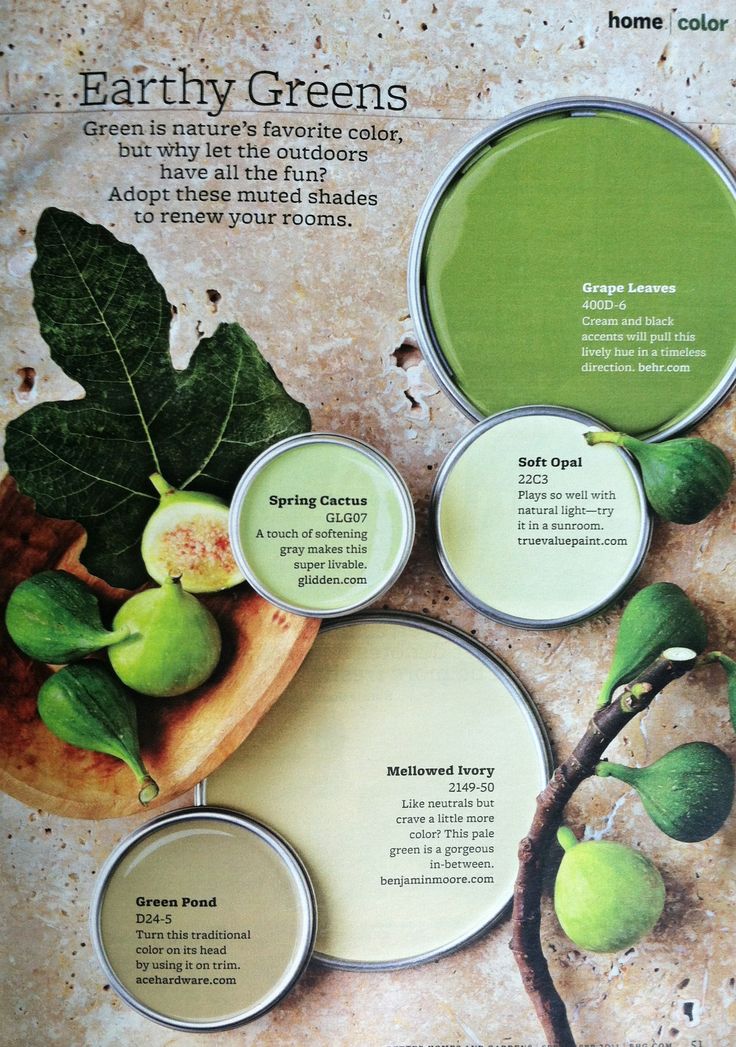 home | color
Earthy Greens
Green is nature's favorite color,
but why let the outdoors
have all the fun?
Adopt these muted shades
to renew your rooms.
Grape Leaves
400D-6
Cream and black
accents will pull this
lively hue in a timeless
direction. behr.com
Soft Opal
22C3
Plays so well with
natural light—try
it in a sunroom.
truevaluepaint.com
Spring Cactus
GLG07
A touch of softening
gray makes this
super livable.
glidden.com
Mellowed Ivory
2149-50
Like neutrals but
crave a little more
color? This pale
green is a gorgeous
in-between.
benjaminmoore.com
Green Pond
D24-5
Turn this traditional
color on its head
by using it on trim.
acehardware.com
HOMES AND GARDENS | BHG.COM 51